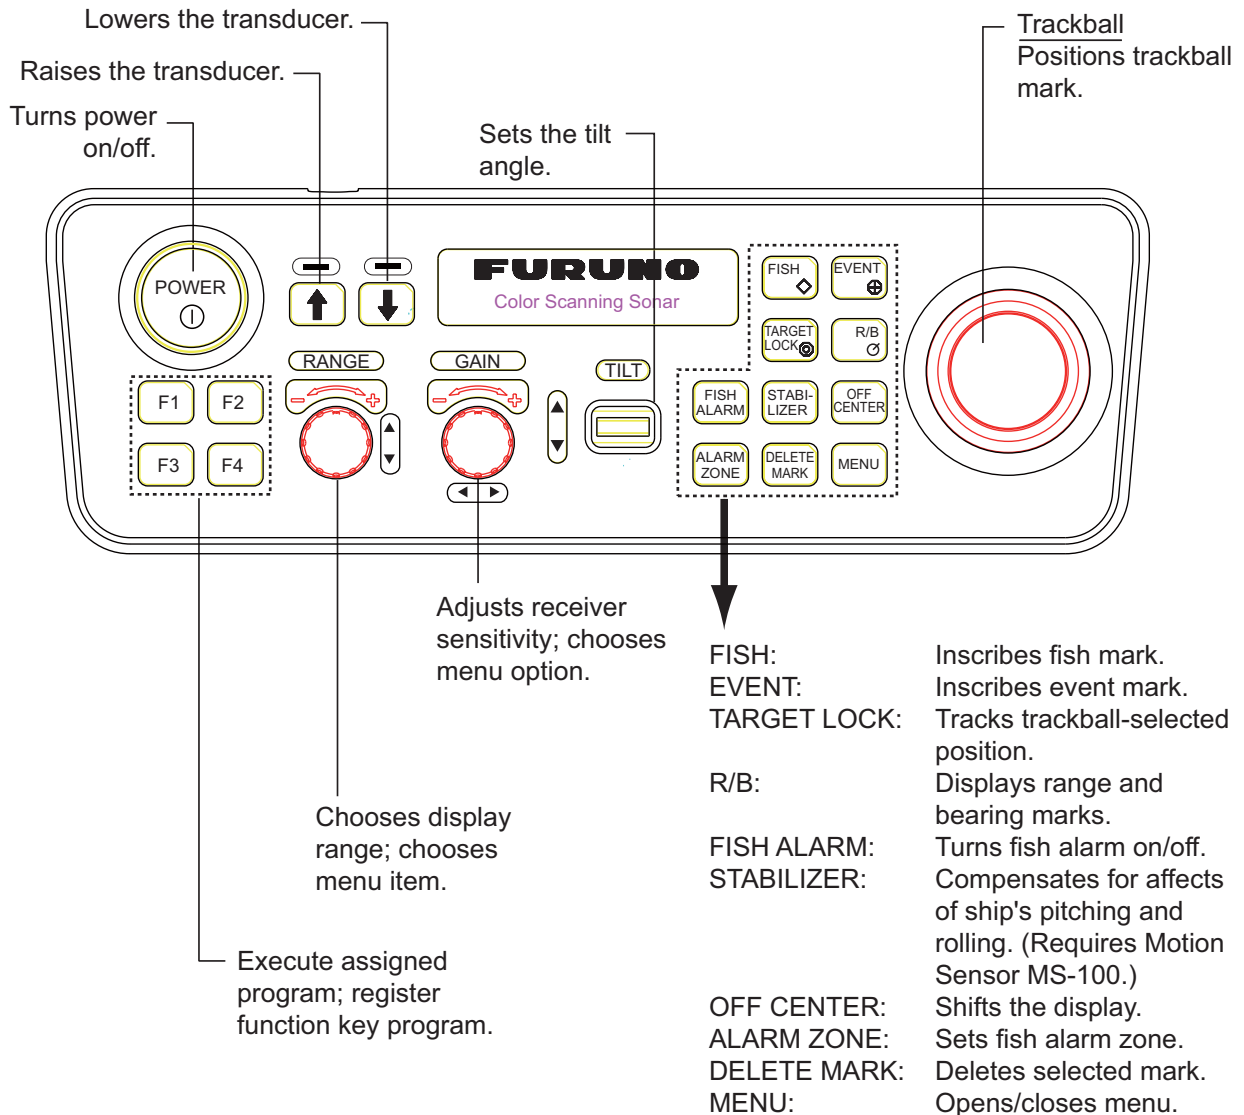 Lowers the transducer.
Raises the transducer.
Turns power
on/off.
Sets the tilt
angle.
Trackball
Positions trackball
mark.
POWER
FURUNO
Color Scanning Sonar
FISH
EVENT
TARGET
LOCK
R/B
RANGE
GAIN
TILT
F1
F2
F3
F4
FISH
ALARM
STABI-
LIZER
OFF
CENTER
ALARM
ZONE
DELETE
MARK
MENU
Adjusts receiver
sensitivity; chooses
menu option.
Chooses display
range; chooses
menu item.
Execute assigned
program; register
function key program.
FISH: Inscribes fish mark.
EVENT: Inscribes event mark.
TARGET LOCK: Tracks trackball-selected
position.
R/B: Displays range and
bearing marks.
FISH ALARM: Turns fish alarm on/off.
STABILIZER: Compensates for affects
of ship's pitching and
rolling. (Requires Motion
Sensor MS-100.)
OFF CENTER: Shifts the display.
ALARM ZONE: Sets fish alarm zone.
DELETE MARK: Deletes selected mark.
MENU: Opens/closes menu.